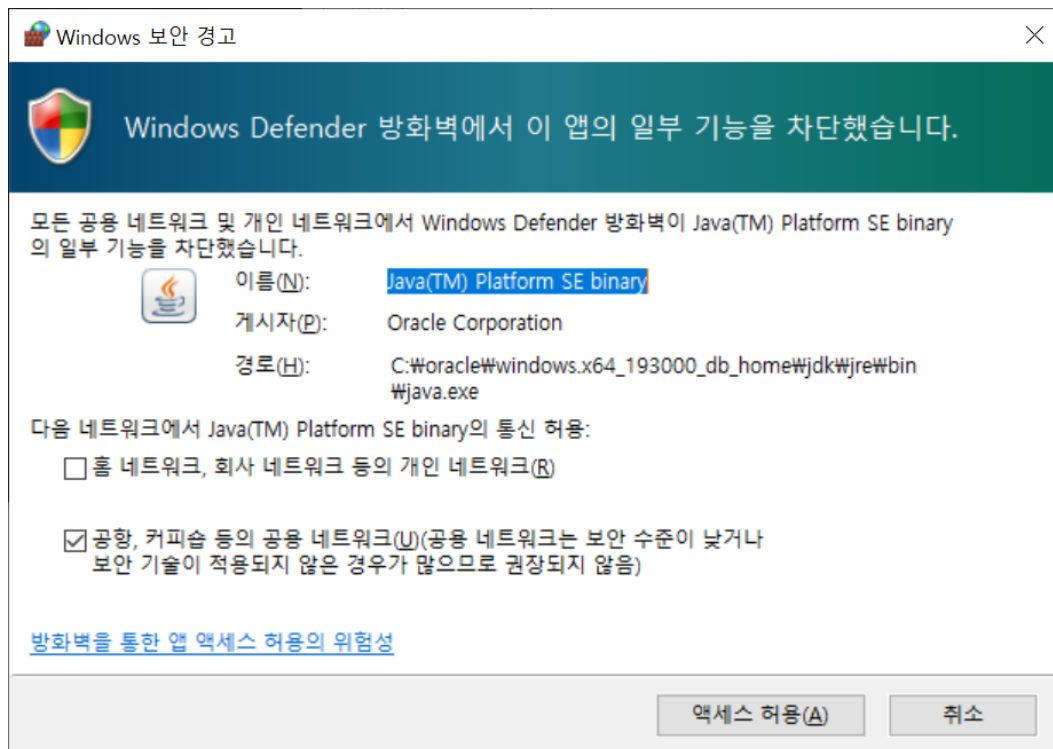 Windows 보안 경고
Windows Defender 방화벽에서 이 앱의 일부 기능을 차단했습니다.
모든 공용 네트워크 및 개인 네트워크에서 Windows Defender 방화벽이 Java(TM) Platform SE binary
의 일부 기능을 차단했습니다.
이름(N): Java(TM) Platform SE binary
게시자(P): Oracle Corporation
경로(H): C:₩oracle₩windows.x64_193000_db_home₩jdk₩jre₩bin
₩java.exe
다음 네트워크에서 Java(TM) Platform SE binary의 통신 허용:
홈 네트워크, 회사 네트워크 등의 개인 네트워크(R)
공항, 커피숍 등의 공용 네트워크(U)(공용 네트워크는 보안 수준이 낮거나
보안 기술이 적용되지 않은 경우가 많으므로 권장되지 않음)
방화벽을 통한 앱 액세스 허용의 위험성
액세스 허용(A) 취소